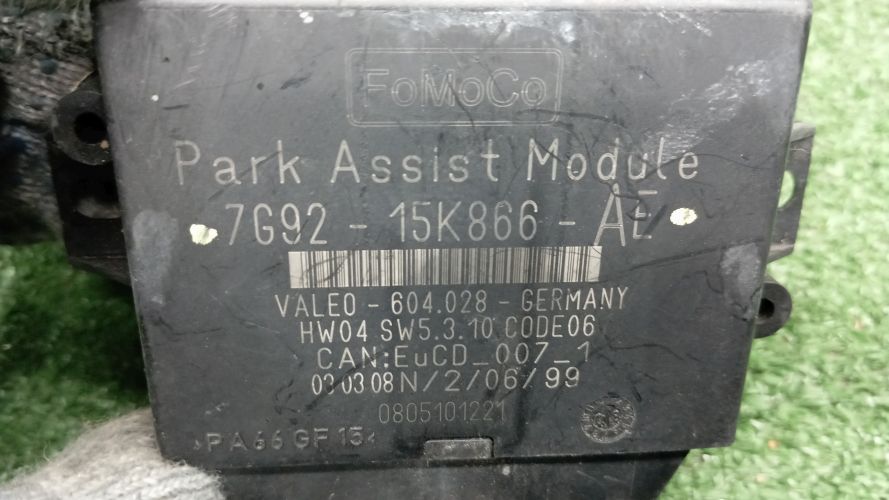 FoMoCo
Park Assist Module
7G92 - 15K866 - AE
VALEO - 604.028 - GERMANY
HW04 SW5.3.10 CODE06
CAN:EuCD_007_1
03 03 08 N/2/06/99
0805101221
>PA66 GF15<